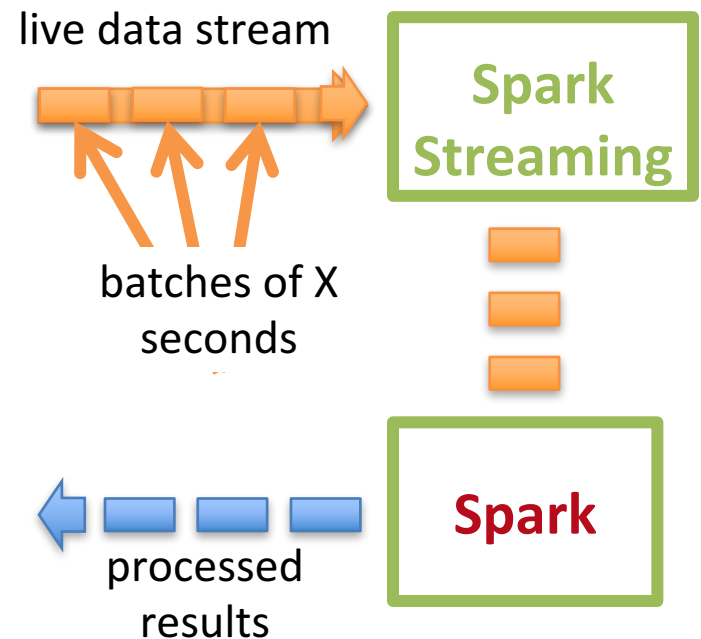 live data stream
Spark
Streaming
batches of X
seconds
Spark
processed
results